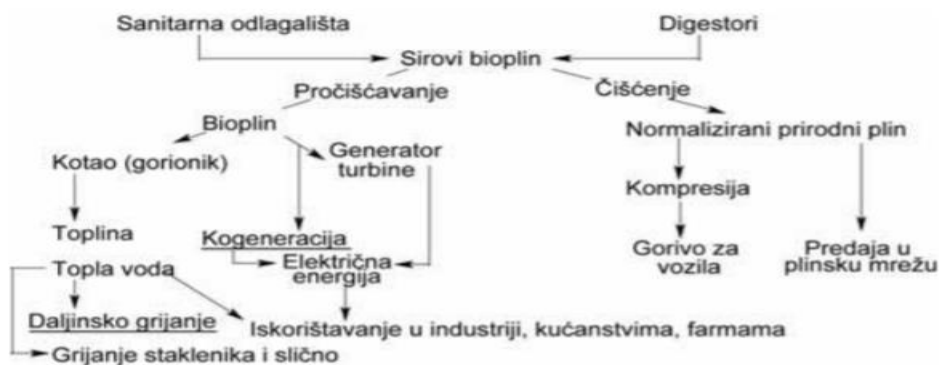 Sanitarna odlagališta
Digestori
Sirovi bioplin
Pročišćavanje
Čišćenje
Bioplin
Normalizirani prirodni plin
Kotao (gorionik)
Generator
turbine
Kompresija
Toplina
Kogeneracija
Električna
energija
Gorivo za
vozila
Predaja u
plinsku mrežu
Topla voda
Daljinsko grijanje
Iskorištavanje u industriji, kućanstvima, farmama
Grijanje staklenika i slično